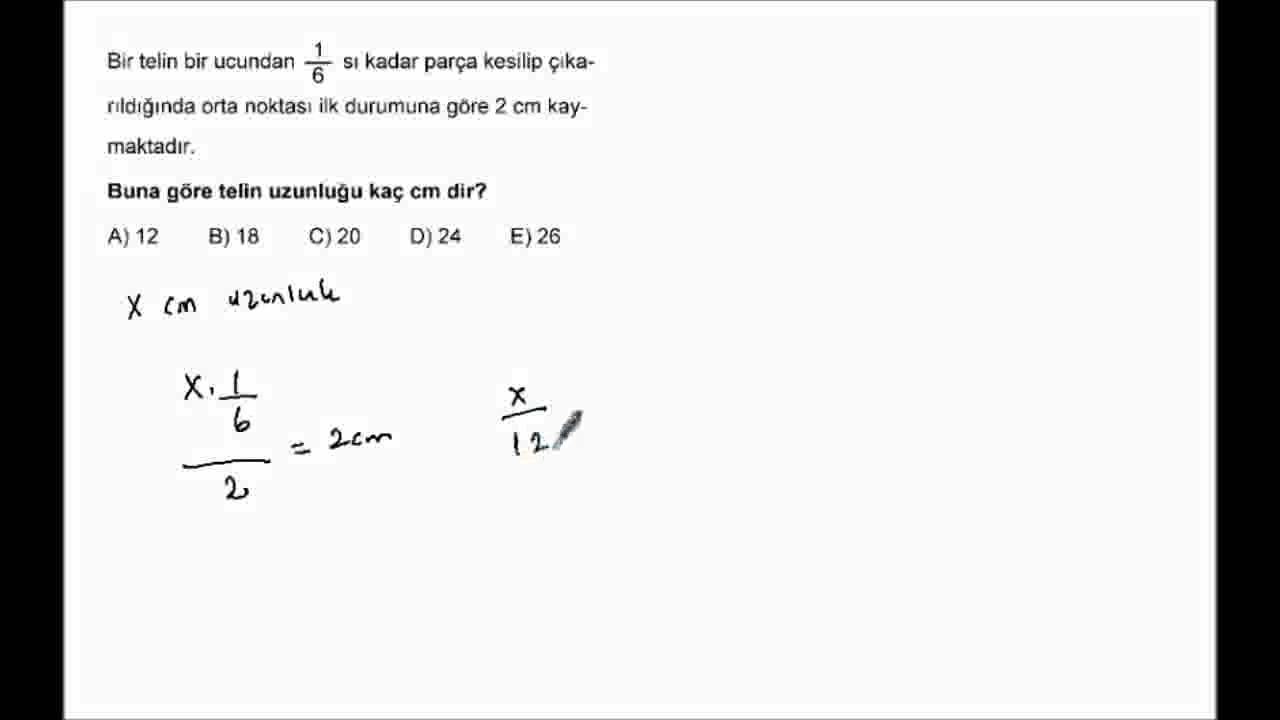 Bir telin bir ucundan 1/6 sı kadar parça kesilip çıka-
rıldığında orta noktası ilk durumuna göre 2 cm kay-
maktadır.
Buna göre telin uzunluğu kaç cm dir?
A) 12 B) 18 C) 20 D) 24 E) 26
x cm uzunluk
x . 1/6 / 2 = 2cm
x/12